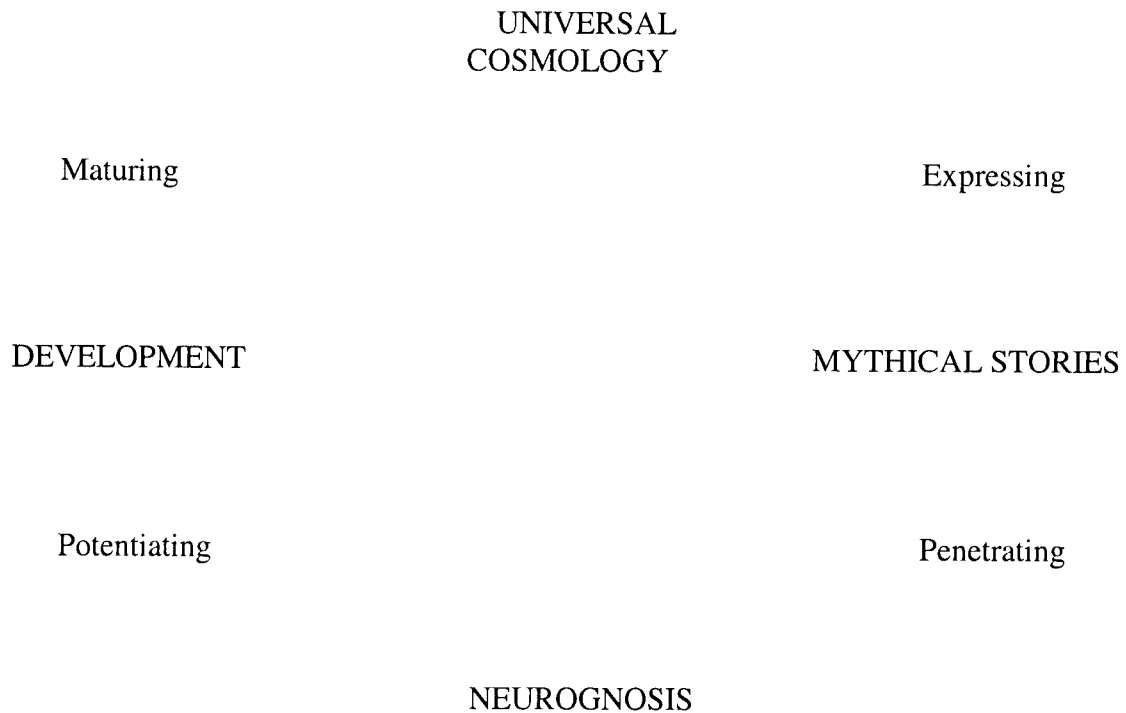 UNIVERSAL
COSMOLOGY
Maturing
Expressing
DEVELOPMENT
MYTHICAL STORIES
Potentiating
Penetrating
NEUROGNOSIS